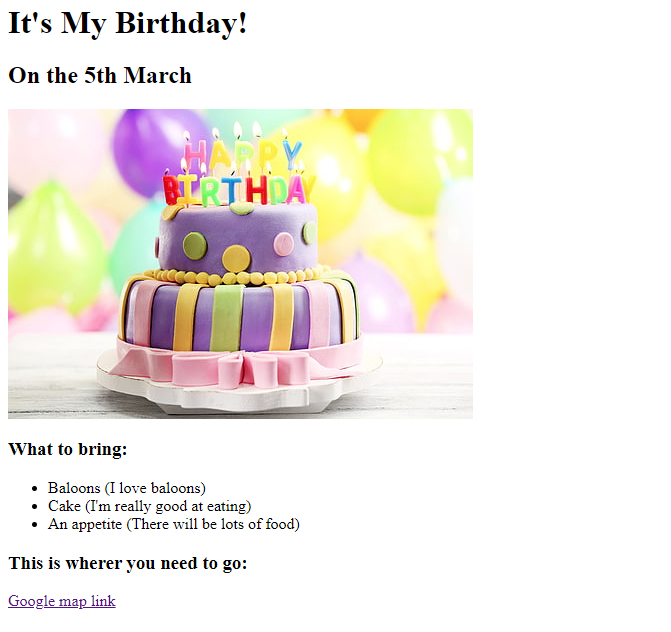 It's My Birthday!
On the 5th March
HAPPY
BIRTHDAY
What to bring:
Baloons (I love baloons)
Cake (I'm really good at eating)
An appetite (There will be lots of food)
This is wherer you need to go:
Google map link